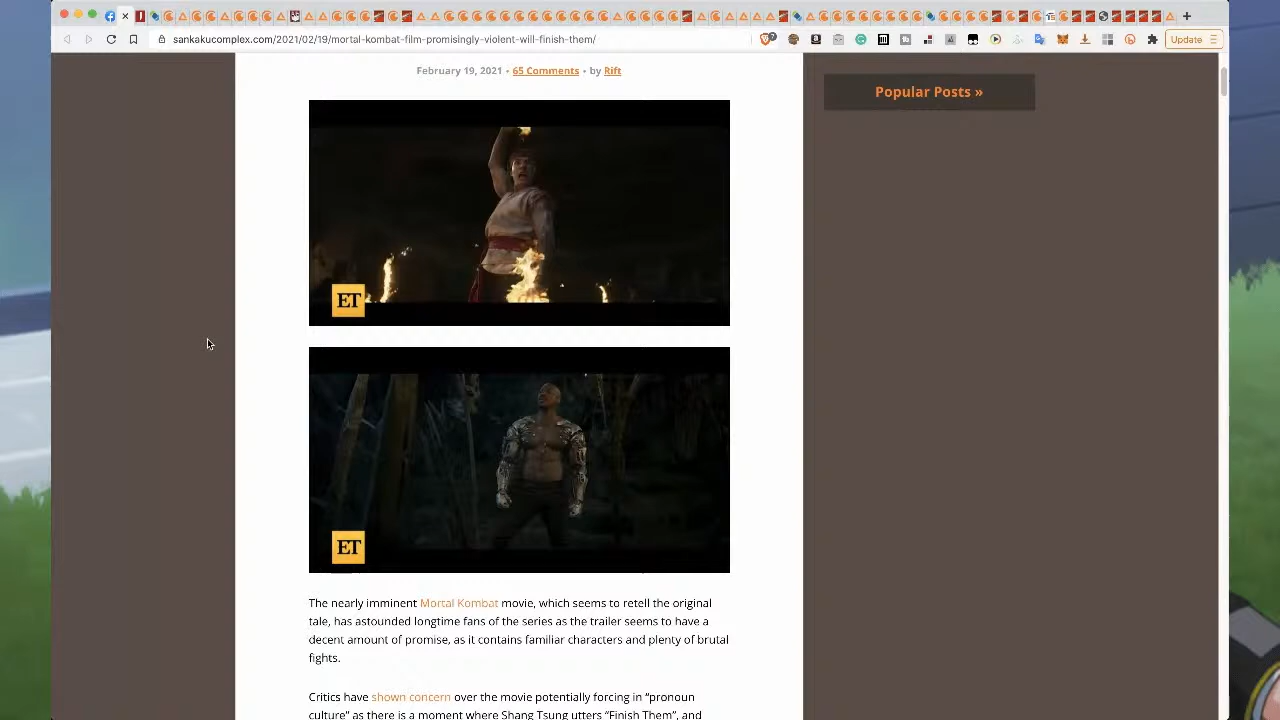 sankakucomplex.com/2021/02/19/mortal-kombat-film-promisingly-violent-will-finish-them/
Update
February 19, 2021 • 65 Comments • by Rift
Popular Posts »
ET
ET
The nearly imminent Mortal Kombat movie, which seems to retell the original
tale, has astounded longtime fans of the series as the trailer seems to have a
decent amount of promise, as it contains familiar characters and plenty of brutal
fights.
Critics have shown concern over the movie potentially forcing in “pronoun
culture” as there is a moment where Shang Tsung utters “Finish Them”, and